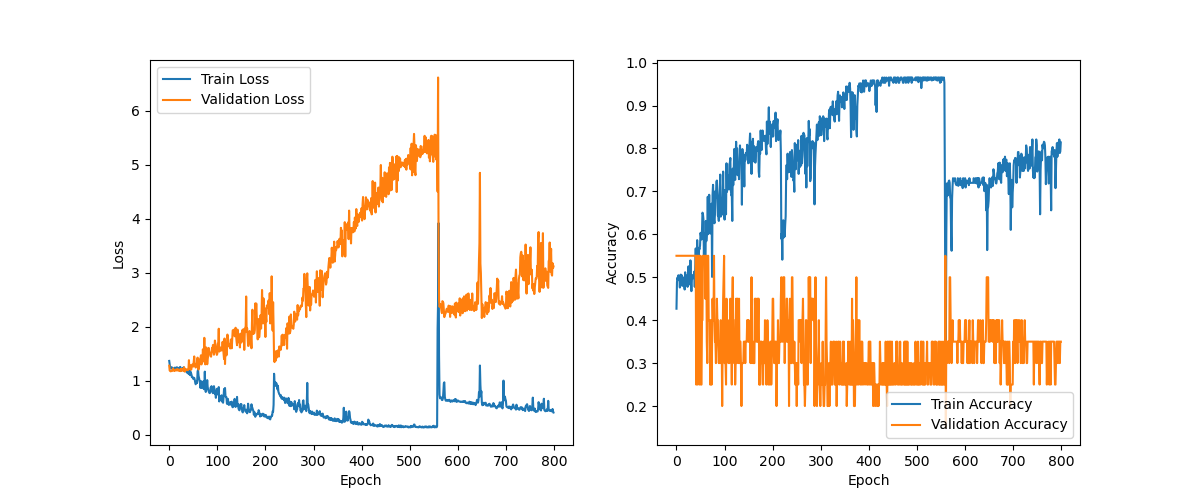 Train Loss
Validation Loss
6
5
4
3
2
1
0
Loss
0 100 200 300 400 500 600 700 800
Epoch
1.0
0.9
0.8
0.7
0.6
0.5
0.4
0.3
0.2
Accuracy
Train Accuracy
Validation Accuracy
0 100 200 300 400 500 600 700 800
Epoch